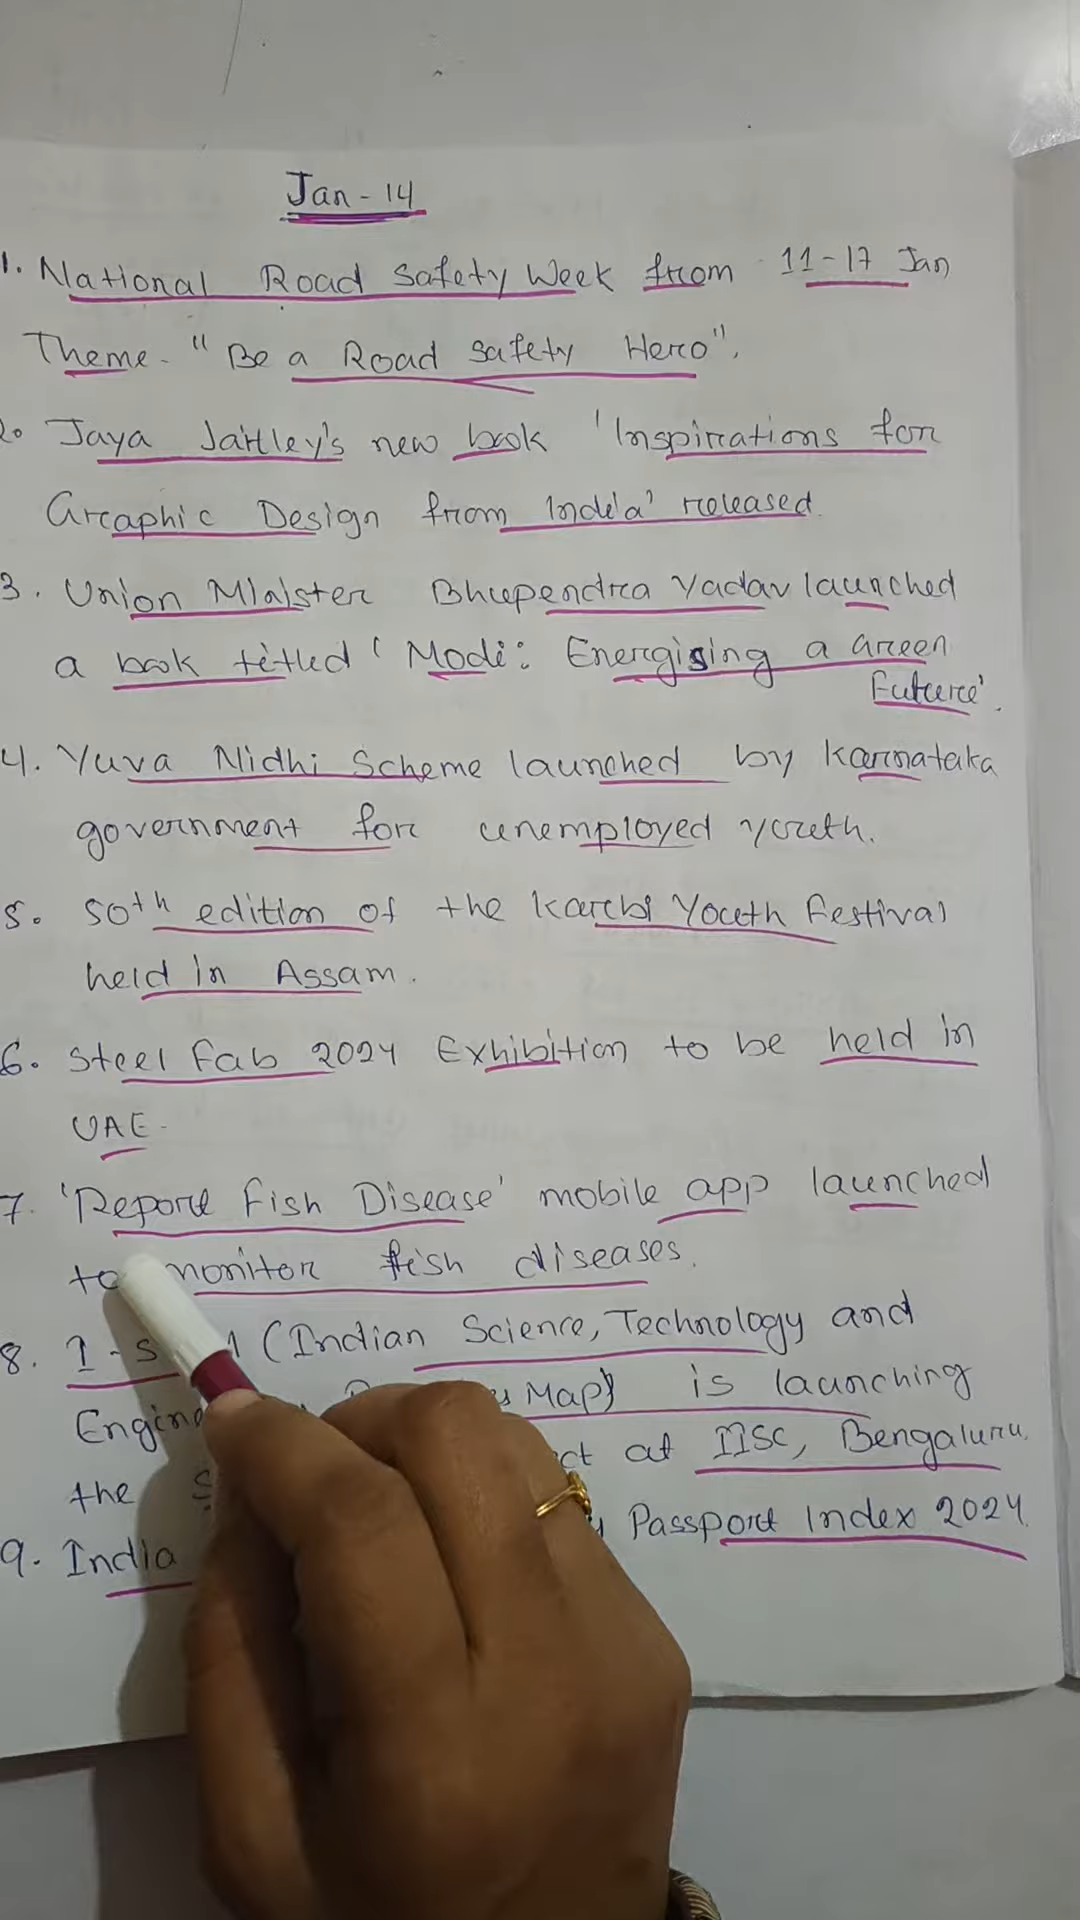 Jan - 14
1. National Road Safety Week from 11-17 Jan
Theme - "Be a Road Safety Hero".
2. Jaya Jaitley's new book 'Inspirations for
Graphic Design from India' released.
3. Union Minister Bhupendra Yadav launched
a book titled 'Modi: Energising a Green
Future'.
4. Yuva Nidhi Scheme launched by Karnataka
government for unemployed youth.
5. 50th edition of the Karbi Youth Festival
held in Assam.
6. Steel Fab 2024 Exhibition to be held in
UAE.
7. 'Report Fish Disease' mobile app launched
to monitor fish diseases.
8. (Indian Science, Technology and
Map) is launching
the at IISC, Bengaluru.
9. India Passport Index 2024.